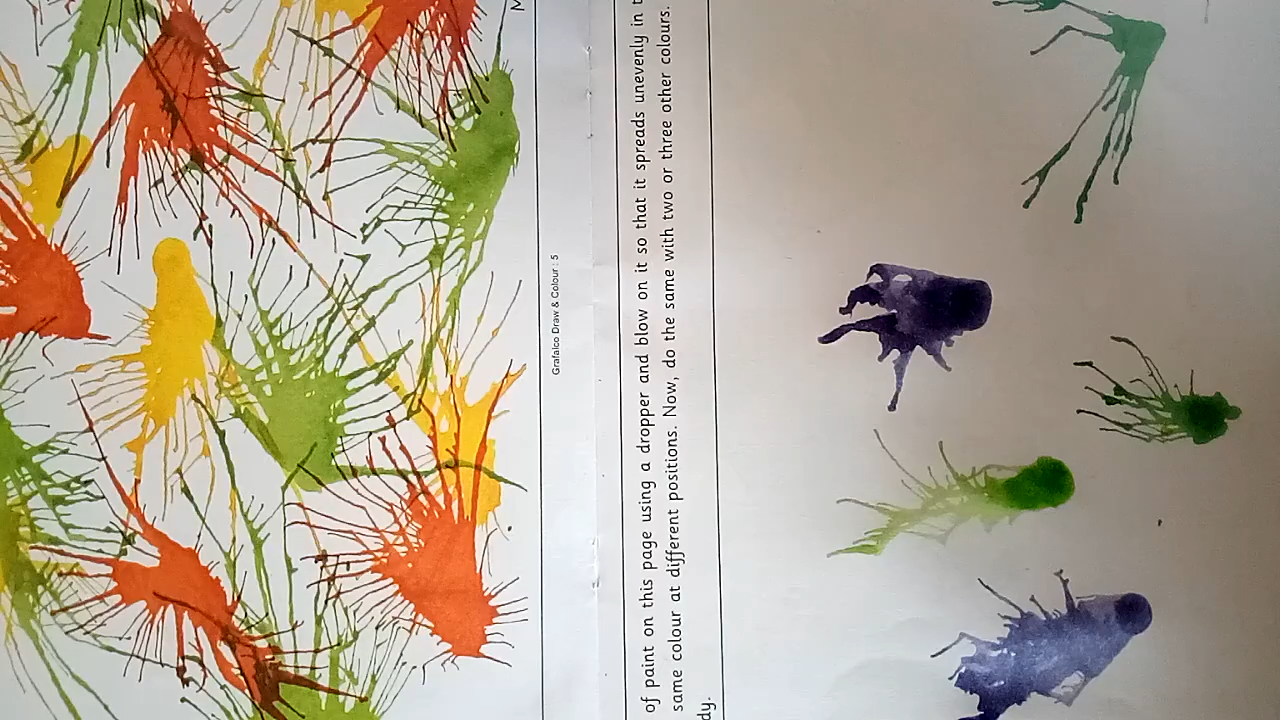 Grafalco Draw & Colour : 5
of paint on this page using a dropper and blow on it so that it spreads unevenly in
same colour at different positions. Now, do the same with two or three other colours.
dy.